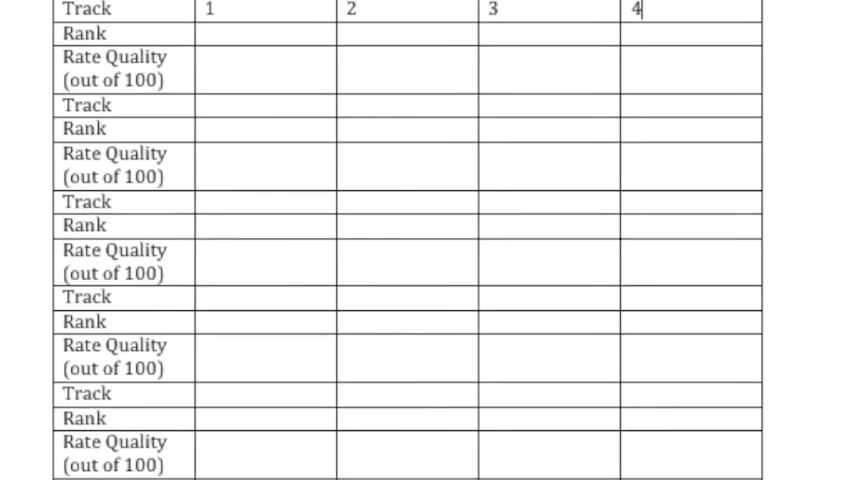 Track 1 2 3 4
Rank
Rate Quality
(out of 100)
Track
Rank
Rate Quality
(out of 100)
Track
Rank
Rate Quality
(out of 100)
Track
Rank
Rate Quality
(out of 100)
Track
Rank
Rate Quality
(out of 100)